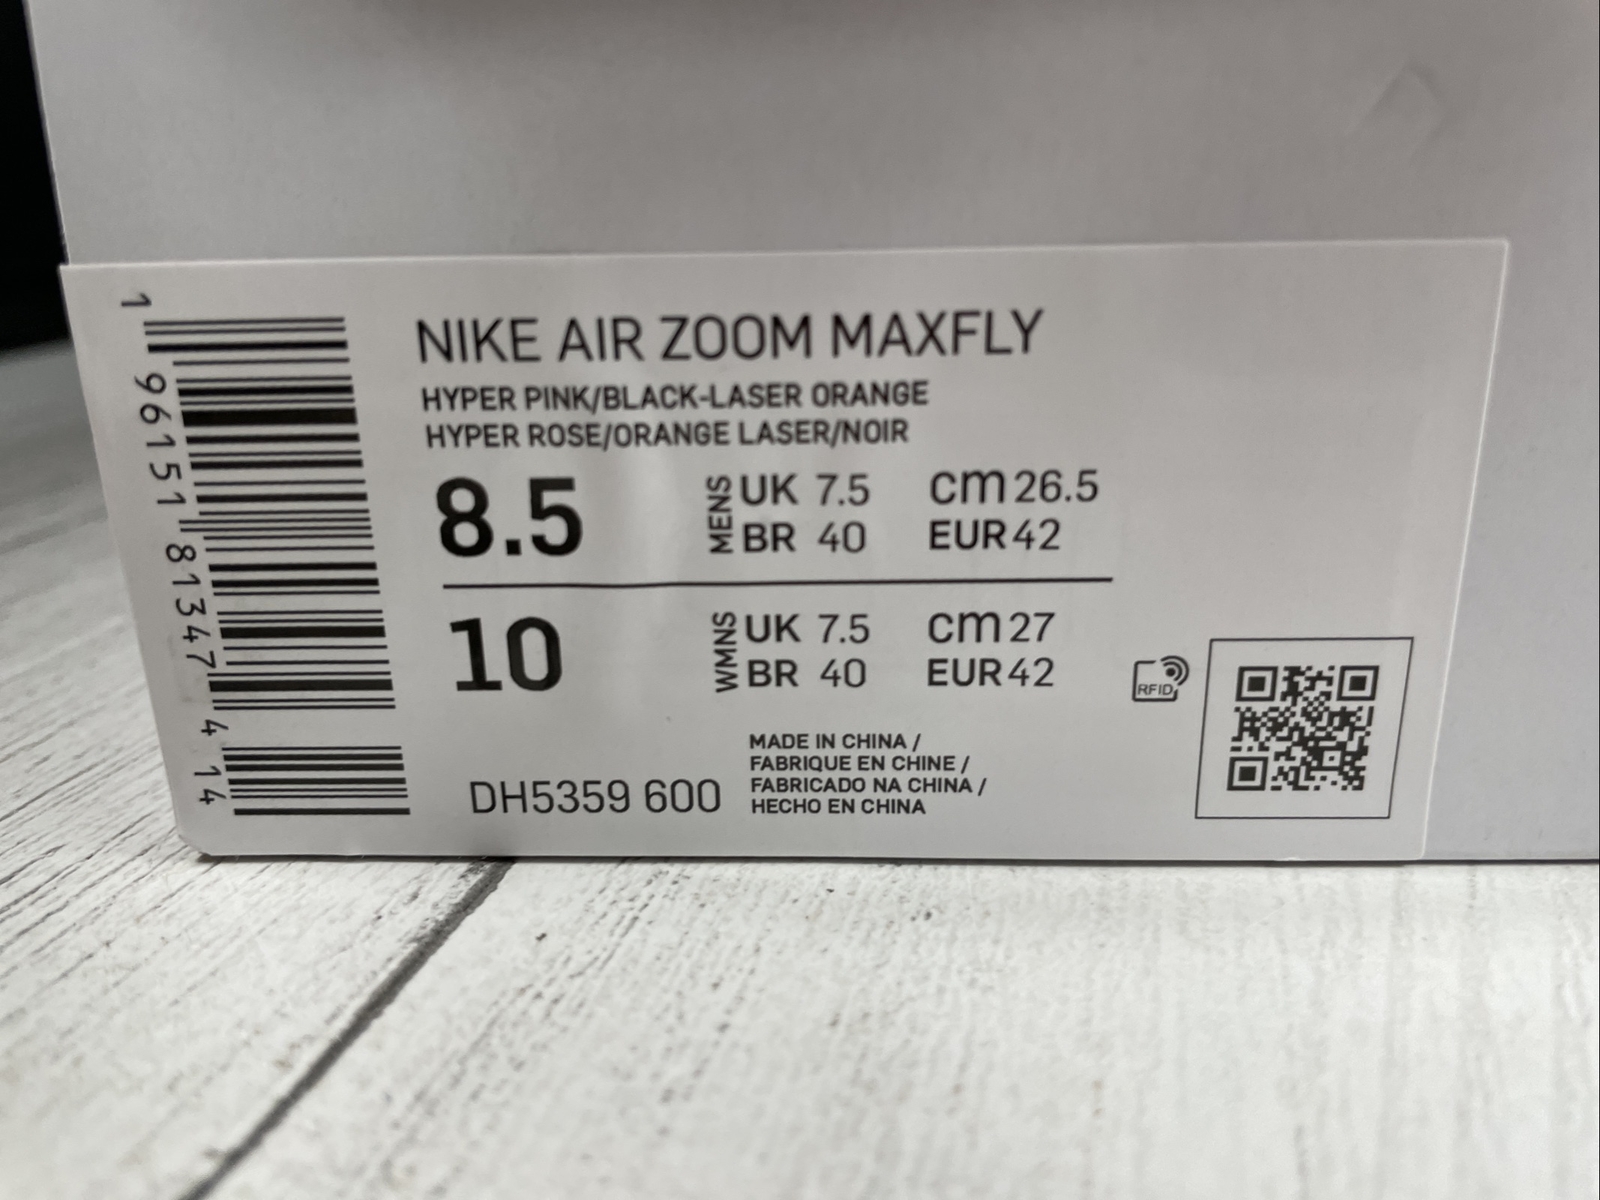 1 96151 81347 4 14
NIKE AIR ZOOM MAXFLY
HYPER PINK/BLACK-LASER ORANGE
HYPER ROSE/ORANGE LASER/NOIR
8.5 MENS UK 7.5 cm 26.5
BR 40 EUR 42
10 WMNS UK 7.5 cm 27
BR 40 EUR 42
RFID
DH5359 600
MADE IN CHINA /
FABRIQUE EN CHINE /
FABRICADO NA CHINA /
HECHO EN CHINA